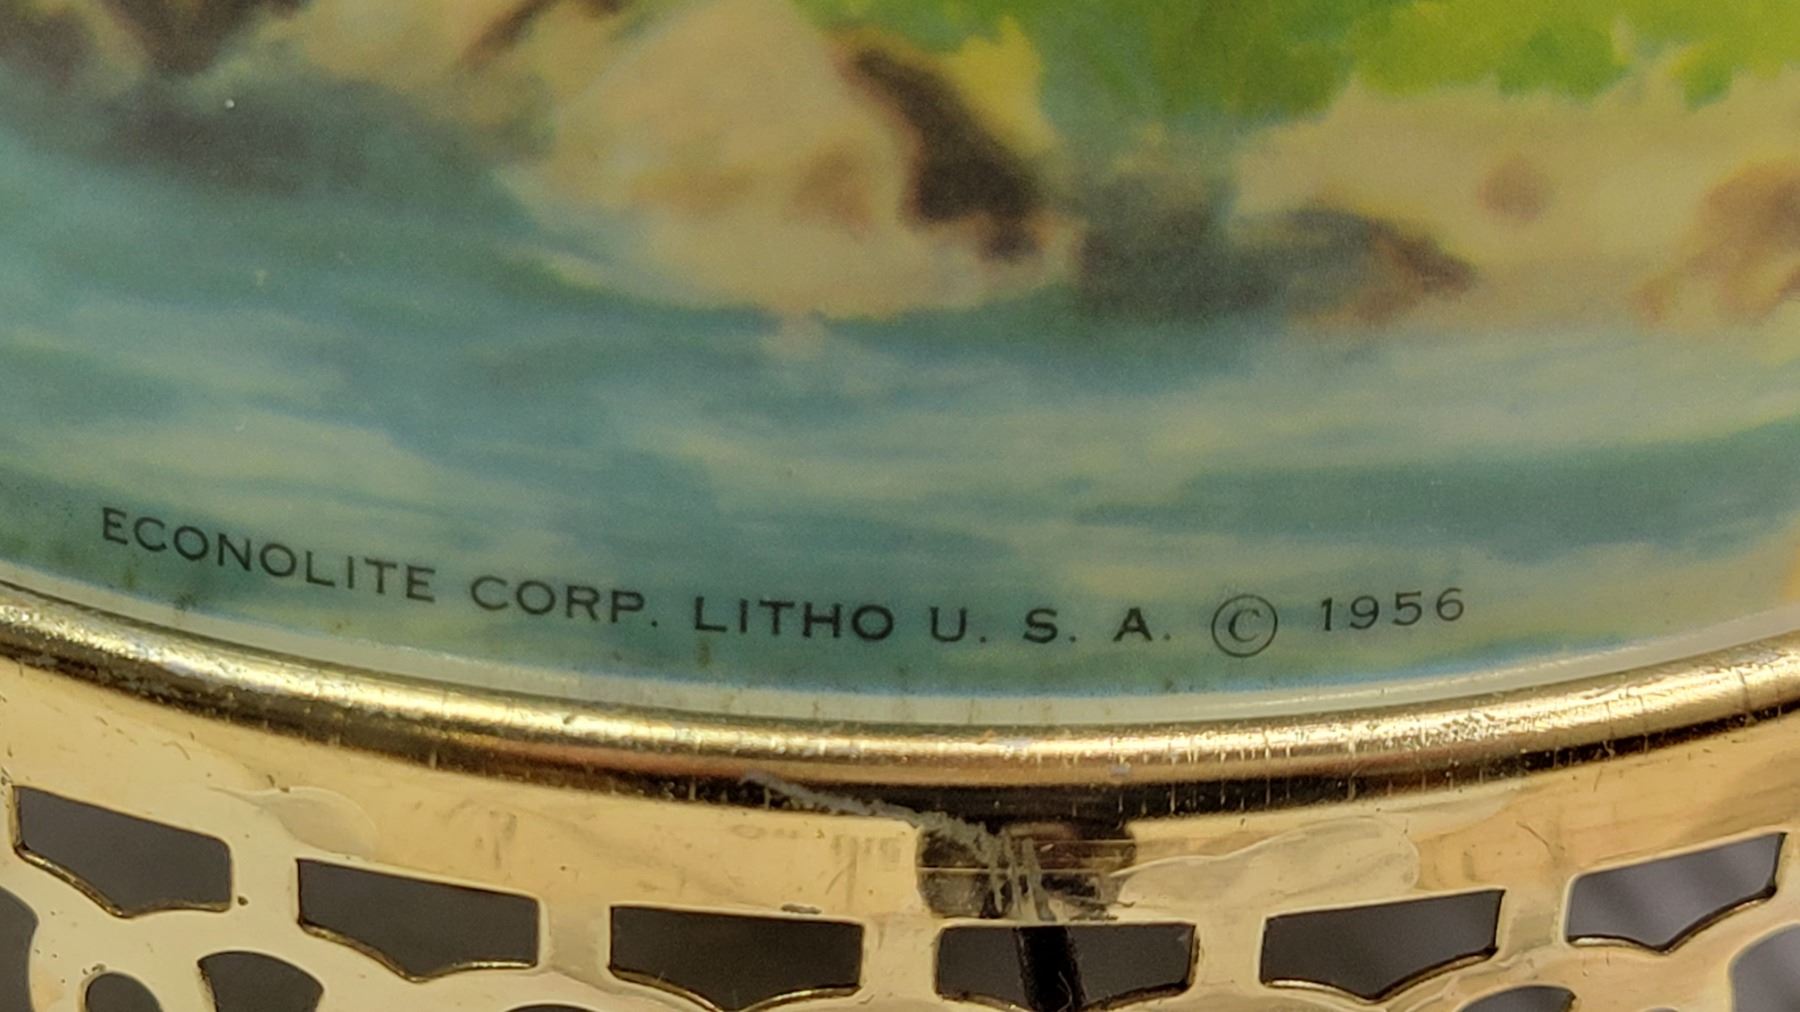 ECONOLITE CORP. LITHO U. S. A. © 1956